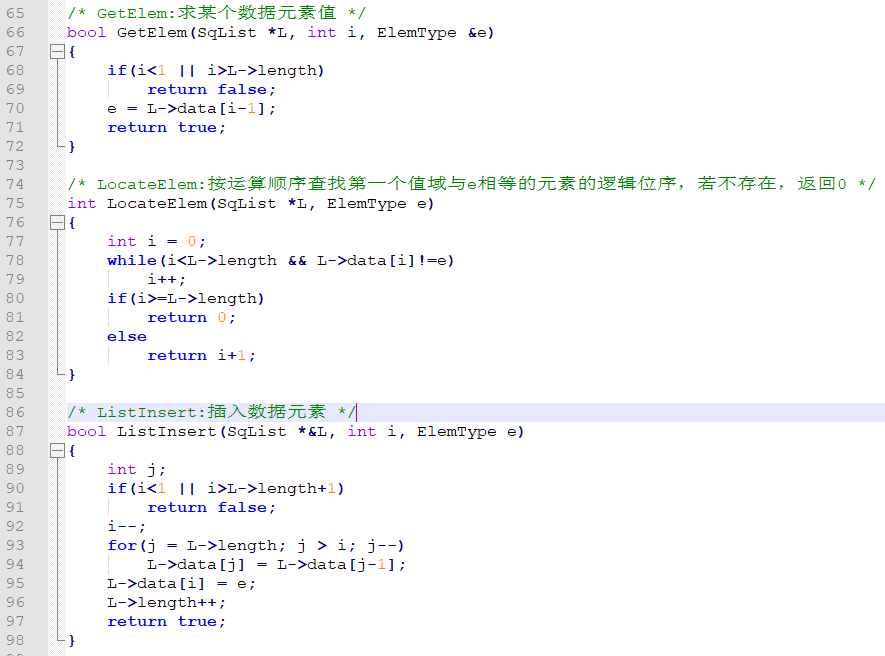 65 /* GetElem:求某个数据元素值 */
66 bool GetElem(SqList *L, int i, ElemType &e)
67 {
68     if(i<1 || i>L->length)
69         return false;
70     e = L->data[i-1];
71     return true;
72 }
73
74 /* LocateElem:按运算顺序查找第一个值域与e相等的元素的逻辑位序，若不存在，返回0 */
75 int LocateElem(SqList *L, ElemType e)
76 {
77     int i = 0;
78     while(i<L->length && L->data[i]!=e)
79         i++;
80     if(i>=L->length)
81         return 0;
82     else
83         return i+1;
84 }
85
86 /* ListInsert:插入数据元素 */
87 bool ListInsert(SqList *&L, int i, ElemType e)
88 {
89     int j;
90     if(i<1 || i>L->length+1)
91         return false;
92     i--;
93     for(j = L->length; j > i; j--)
94         L->data[j] = L->data[j-1];
95     L->data[i] = e;
96     L->length++;
97     return true;
98 }